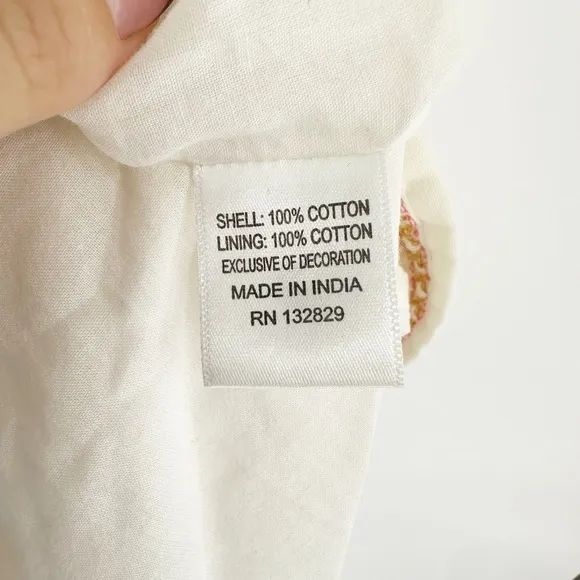 SHELL: 100% COTTON
LINING: 100% COTTON
EXCLUSIVE OF DECORATION
MADE IN INDIA
RN 132829